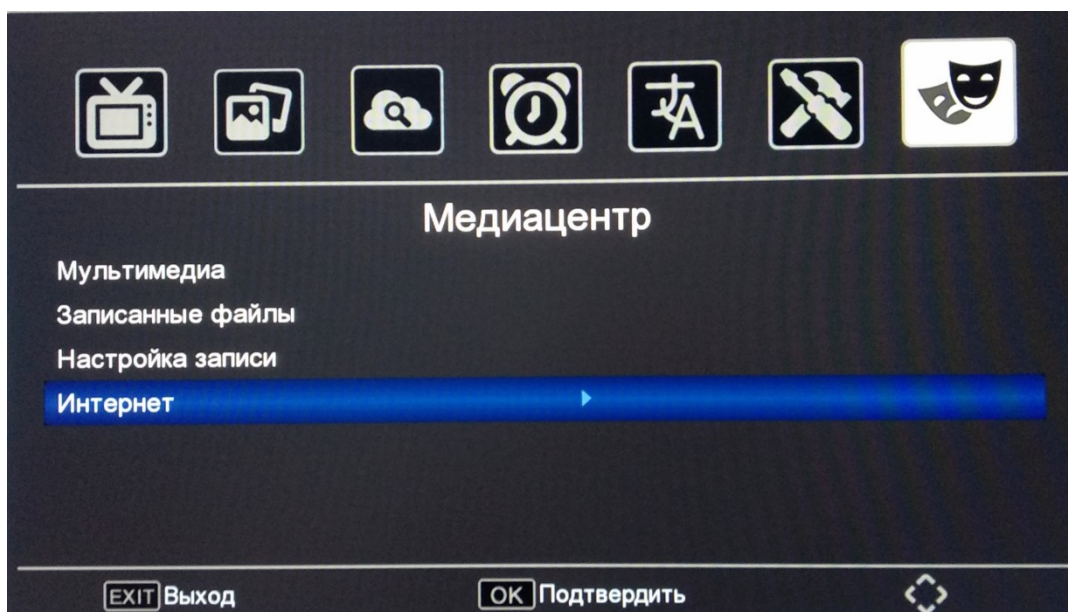 Медиацентр
Мультимедиа
Записанные файлы
Настройка записи
Интернет
EXIT Выход OK Подтвердить